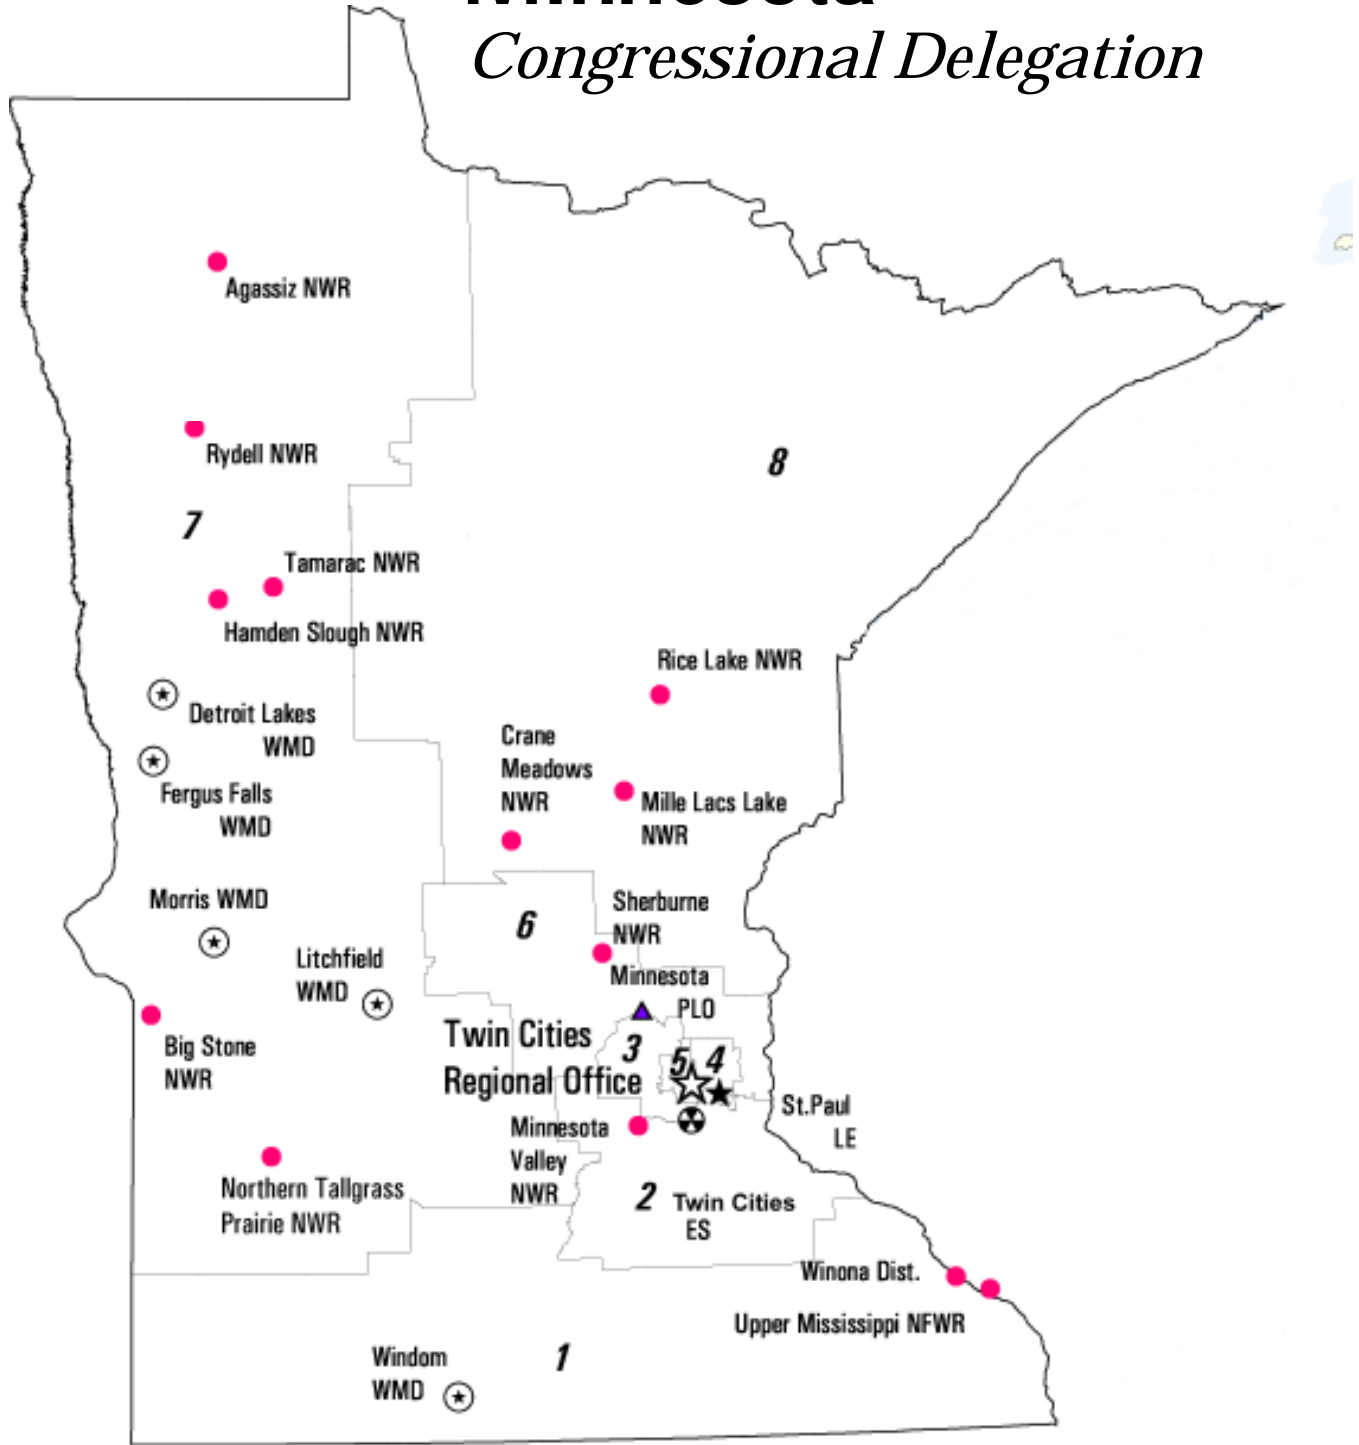 Minnesota
Congressional Delegation
Agassiz NWR
Rydell NWR
8
7
Tamarac NWR
Hamden Slough NWR
Rice Lake NWR
Detroit Lakes
WMD
Crane
Meadows
NWR
Fergus Falls
WMD
Mille Lacs Lake
NWR
Morris WMD
Sherburne
NWR
6
Litchfield
WMD
Minnesota
PLO
Twin Cities
Regional Office
3
5
4
Big Stone
NWR
St.Paul
LE
Minnesota
Valley
NWR
Northern Tallgrass
Prairie NWR
2
Twin Cities
ES
Winona Dist.
Upper Mississippi NFWR
Windom
WMD
1